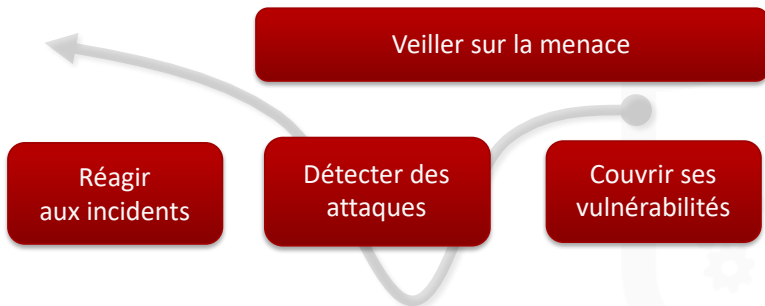 Veiller sur la menace
Réagir
aux incidents
Détecter des
attaques
Couvrir ses
vulnérabilités